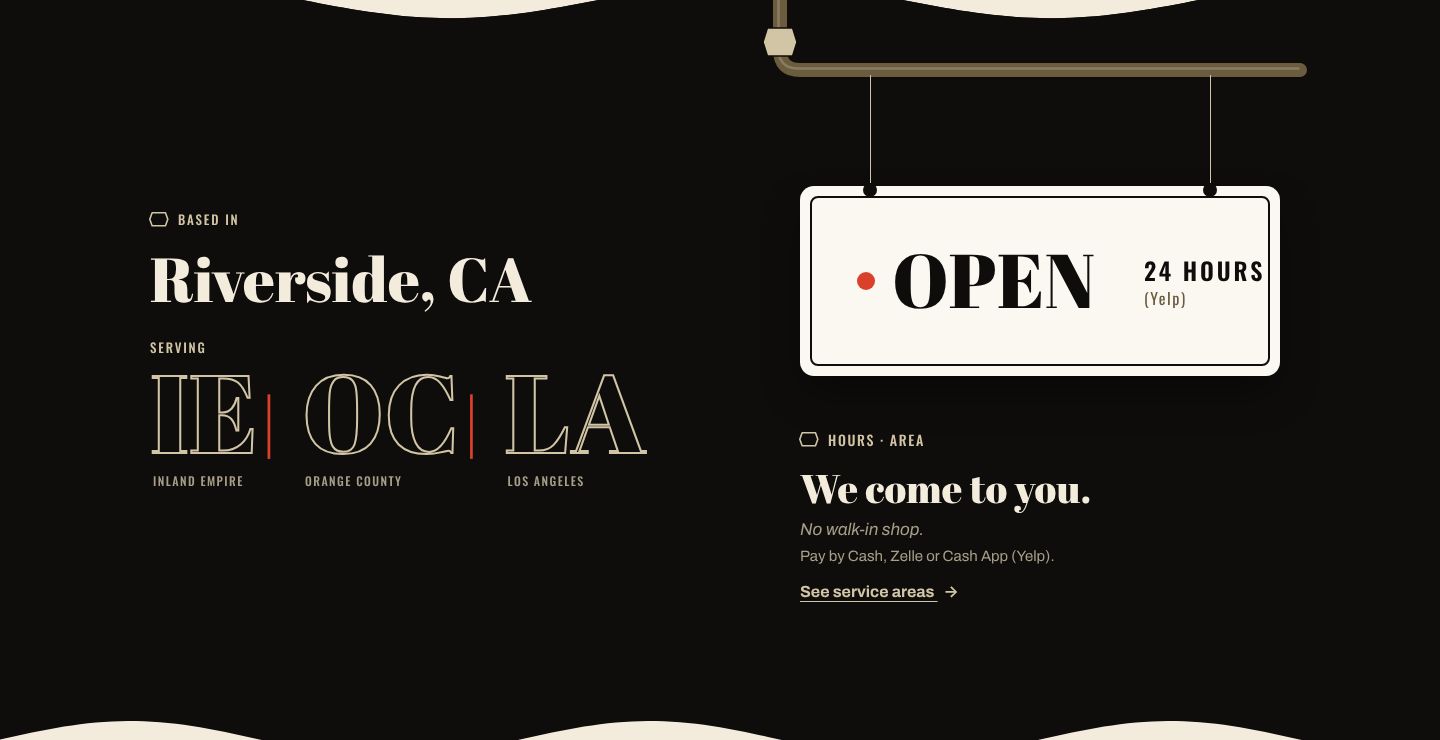 BASED IN
Riverside, CA
SERVING
IE | OC | LA
INLAND EMPIRE ORANGE COUNTY LOS ANGELES
OPEN
24 HOURS
(Yelp)
HOURS · AREA
We come to you.
No walk-in shop.
Pay by Cash, Zelle or Cash App (Yelp).
See service areas →